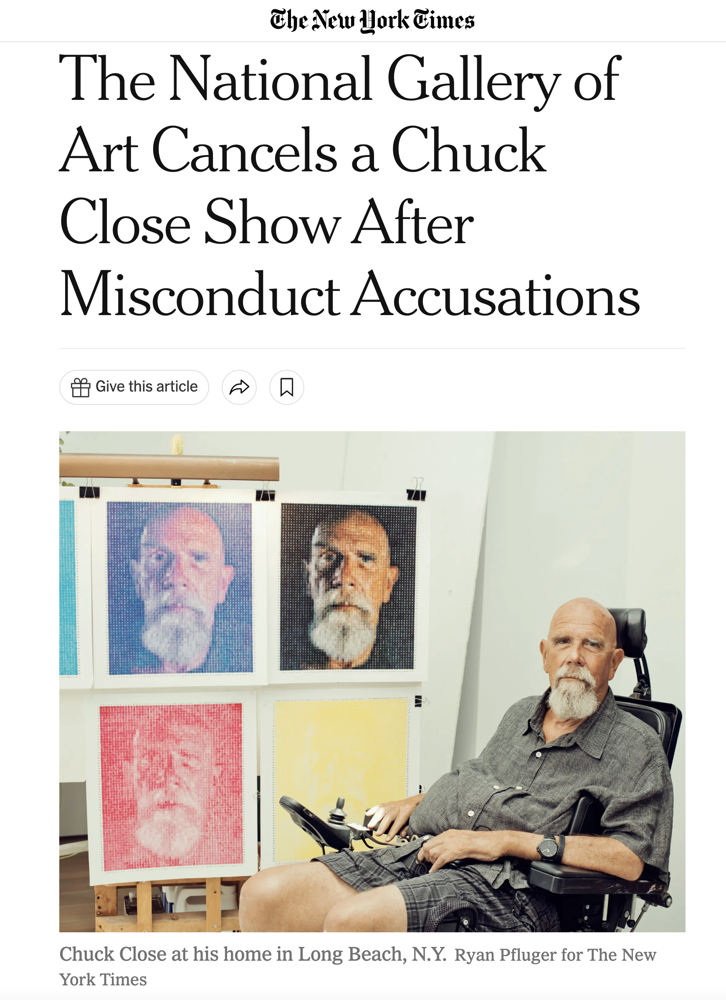 The New York Times
The National Gallery of
Art Cancels a Chuck
Close Show After
Misconduct Accusations
Give this article
Chuck Close at his home in Long Beach, N.Y. Ryan Pfluger for The New
York Times